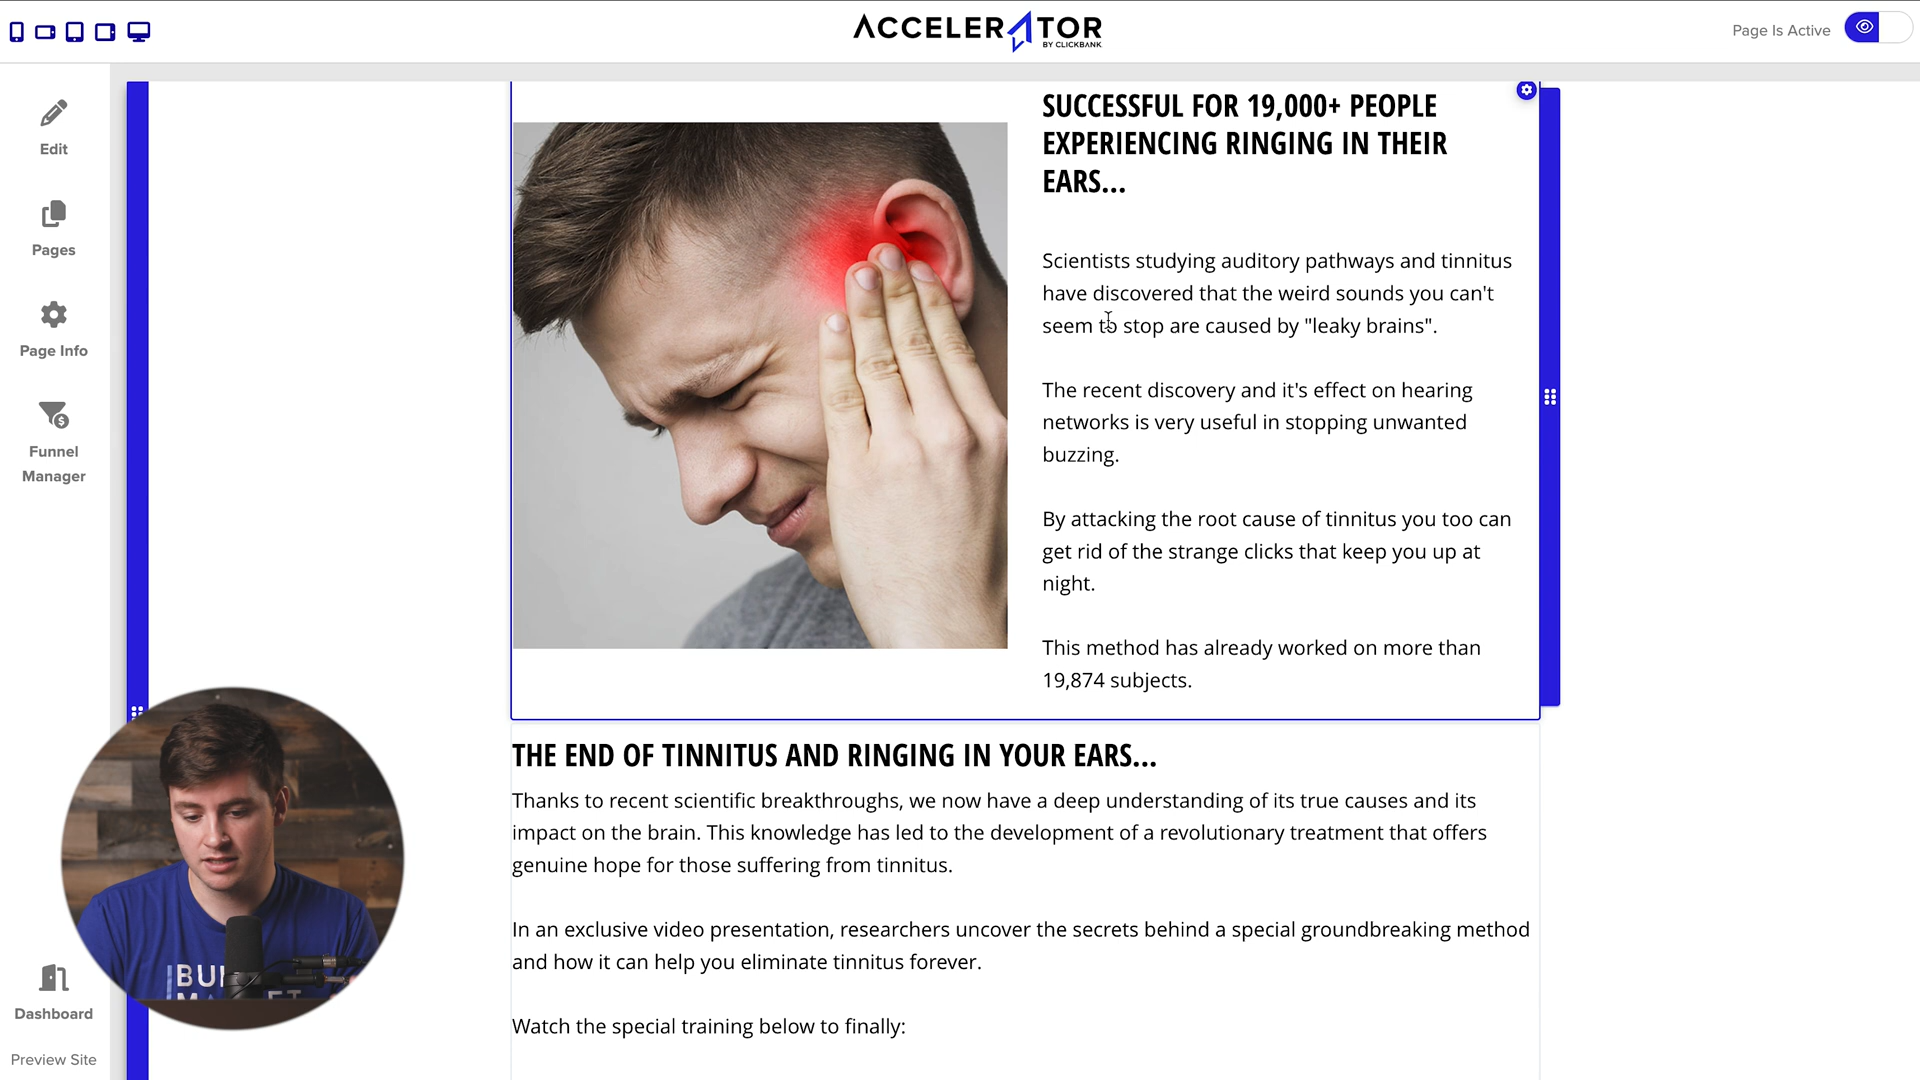 ACCELERATOR
BY CLICKBANK
Page Is Active
Edit
Pages
Page Info
Funnel
Manager
Dashboard
Preview Site
SUCCESSFUL FOR 19,000+ PEOPLE
EXPERIENCING RINGING IN THEIR
EARS...
Scientists studying auditory pathways and tinnitus
have discovered that the weird sounds you can't
seem to stop are caused by "leaky brains".
The recent discovery and it's effect on hearing
networks is very useful in stopping unwanted
buzzing.
By attacking the root cause of tinnitus you too can
get rid of the strange clicks that keep you up at
night.
This method has already worked on more than
19,874 subjects.
THE END OF TINNITUS AND RINGING IN YOUR EARS...
Thanks to recent scientific breakthroughs, we now have a deep understanding of its true causes and its
impact on the brain. This knowledge has led to the development of a revolutionary treatment that offers
genuine hope for those suffering from tinnitus.
In an exclusive video presentation, researchers uncover the secrets behind a special groundbreaking method
and how it can help you eliminate tinnitus forever.
Watch the special training below to finally: